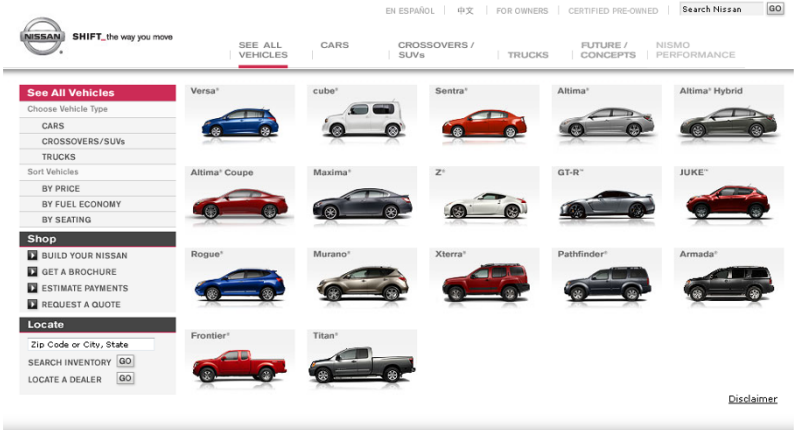 EN ESPAÑOL
中文
FOR OWNERS
CERTIFIED PRE-OWNED
Search Nissan
GO
NISSAN
SHIFT_the way you move
SEE ALL
VEHICLES
CARS
CROSSOVERS /
SUVs
TRUCKS
FUTURE /
CONCEPTS
NISMO
PERFORMANCE
See All Vehicles
Choose Vehicle Type
CARS
CROSSOVERS/SUVs
TRUCKS
Sort Vehicles
BY PRICE
BY FUEL ECONOMY
BY SEATING
Shop
BUILD YOUR NISSAN
GET A BROCHURE
ESTIMATE PAYMENTS
REQUEST A QUOTE
Locate
Zip Code or City, State
SEARCH INVENTORY GO
LOCATE A DEALER GO
Versa®
cube®
Sentra®
Altima®
Altima® Hybrid
Altima® Coupe
Maxima®
Z®
GT-R™
JUKE™
Rogue®
Murano®
Xterra®
Pathfinder®
Armada®
Frontier®
Titan®
Disclaimer